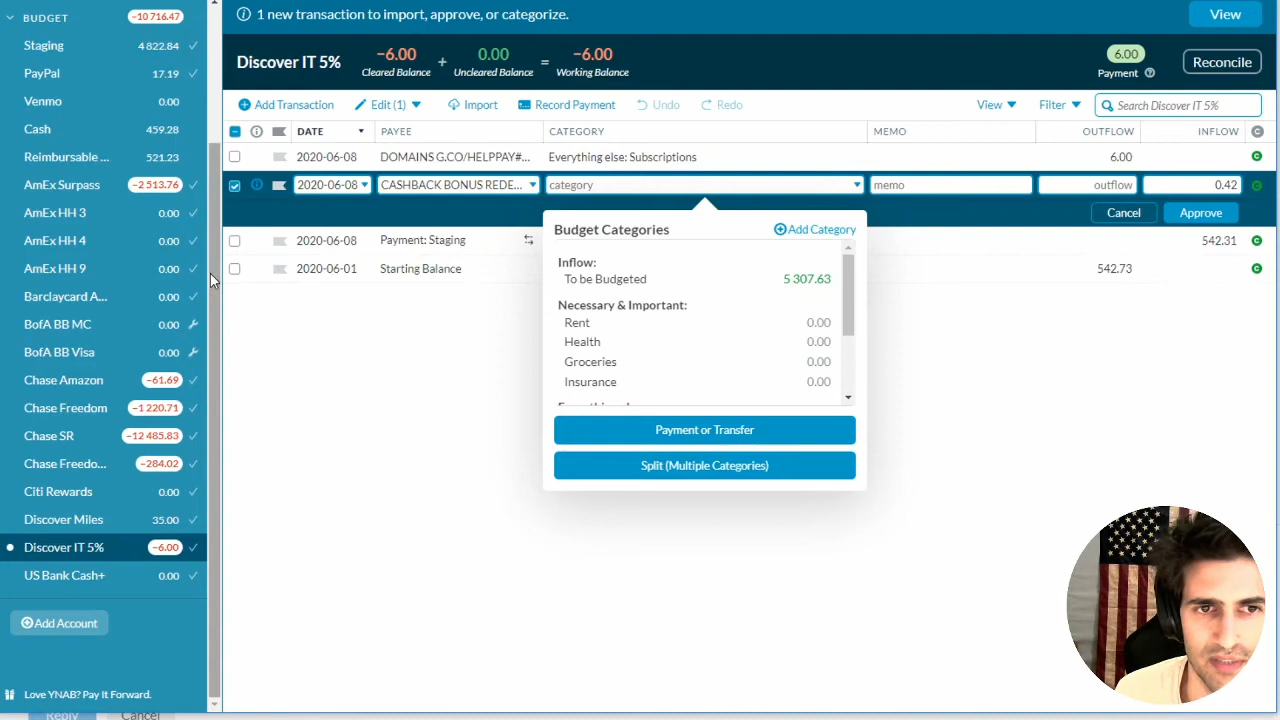 BUDGET −10 716.47
Staging 4 822.84
PayPal 17.19
Venmo 0.00
Cash 459.28
Reimbursable ... 521.23
AmEx Surpass −2 513.76
AmEx HH 3 0.00
AmEx HH 4 0.00
AmEx HH 9 0.00
Barclaycard A... 0.00
BofA BB MC 0.00
BofA BB Visa 0.00
Chase Amazon −61.69
Chase Freedom −1 220.71
Chase SR −12 485.83
Chase Freedo... −284.02
Citi Rewards 0.00
Discover Miles 35.00
Discover IT 5% −6.00
US Bank Cash+ 0.00
Add Account
Love YNAB? Pay It Forward.
Reply Cancel
1 new transaction to import, approve, or categorize. View
Discover IT 5% −6.00 + 0.00 = −6.00 6.00
Cleared Balance Uncleared Balance Working Balance Payment Reconcile
Add Transaction Edit (1) Import Record Payment Undo Redo View Filter Search Discover IT 5%
DATE PAYEE CATEGORY MEMO OUTFLOW INFLOW
2020-06-08 DOMAINS G.CO/HELPPAY#... Everything else: Subscriptions 6.00
2020-06-08 CASHBACK BONUS REDE... category memo outflow 0.42
Cancel Approve
2020-06-08 Payment: Staging 542.31
2020-06-01 Starting Balance 542.73
Budget Categories Add Category
Inflow:
To be Budgeted 5 307.63
Necessary & Important:
Rent 0.00
Health 0.00
Groceries 0.00
Insurance 0.00
Payment or Transfer
Split (Multiple Categories)